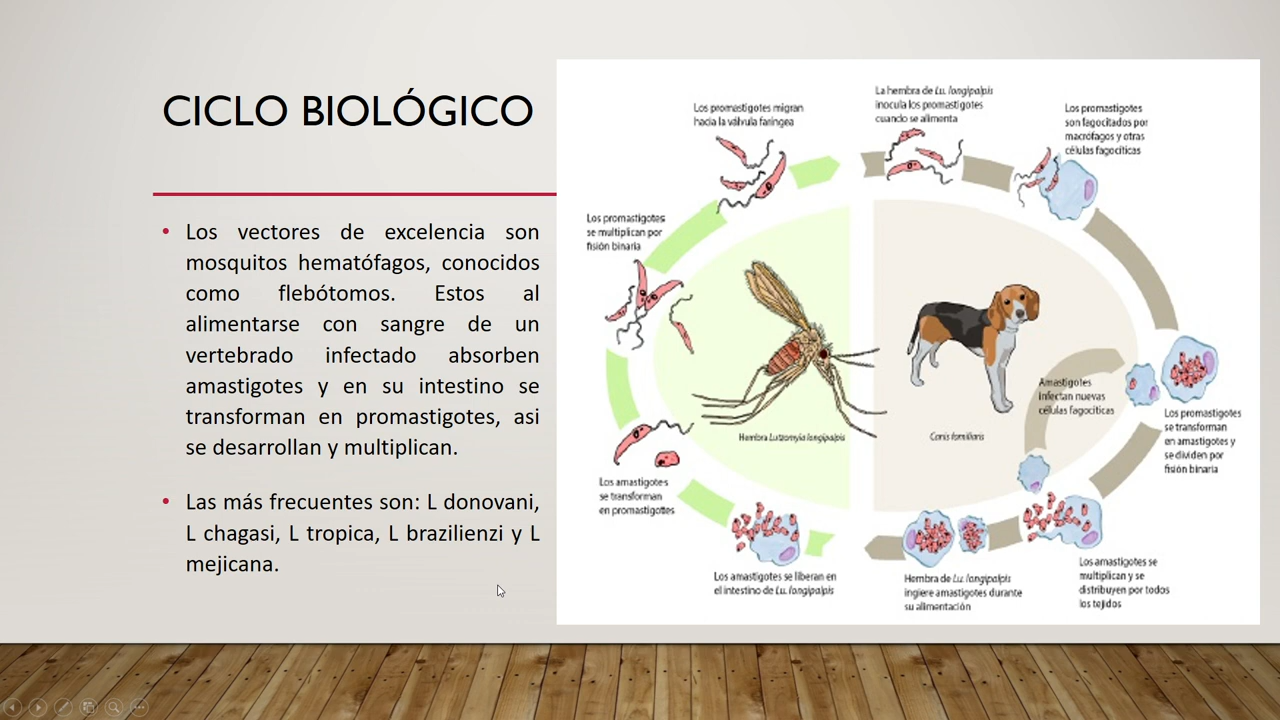 CICLO BIOLÓGICO
• Los vectores de excelencia son
mosquitos hematófagos, conocidos
como flebótomos. Estos al
alimentarse con sangre de un
vertebrado infectado absorben
amastigotes y en su intestino se
transforman en promastigotes, asi
se desarrollan y multiplican.
• Las más frecuentes son: L donovani,
L chagasi, L tropica, L brazilienzi y L
mejicana.
Los promastigotes migran
hacia la válvula faríngea
La hembra de Lu. longipalpis
inocula los promastigotes
cuando se alimenta
Los promastigotes
son fagocitados por
macrófagos y otras
células fagocíticas
Los promastigotes
se multiplican por
fisión binaria
Amastigotes
infectan nuevas
células fagocíticas
Los promastigotes
se transforman
en amastigotes y
se dividen por
fisión binaria
Hembra Lutzomyia longipalpis
Canis familiaris
Los amastigotes
se transforman
en promastigottes
Los amastigotes se liberan en
el intestino de Lu. longipalpis
Hembra de Lu. longipalpis
ingiere amastigotes durante
su alimentación
Los amastigotes se
multiplican y se
distribuyen por todos
los tejidos